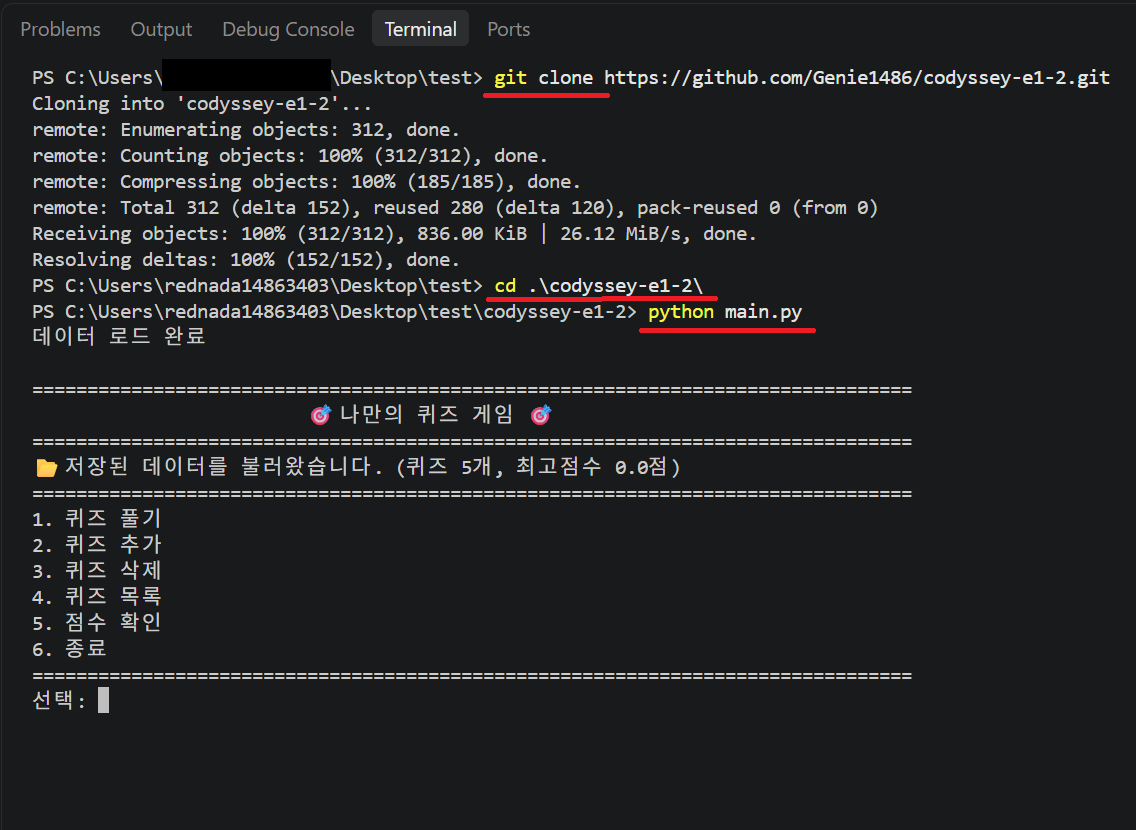 Problems Output Debug Console Terminal Ports
PS C:\Users\ \Desktop\test> git clone https://github.com/Genie1486/codyssey-e1-2.git
Cloning into 'codyssey-e1-2'...
remote: Enumerating objects: 312, done.
remote: Counting objects: 100% (312/312), done.
remote: Compressing objects: 100% (185/185), done.
remote: Total 312 (delta 152), reused 280 (delta 120), pack-reused 0 (from 0)
Receiving objects: 100% (312/312), 836.00 KiB | 26.12 MiB/s, done.
Resolving deltas: 100% (152/152), done.
PS C:\Users\rednada14863403\Desktop\test> cd .\codyssey-e1-2\
PS C:\Users\rednada14863403\Desktop\test\codyssey-e1-2> python main.py
데이터 로드 완료
================================================================================
🎯 나만의 퀴즈 게임 🎯
================================================================================
📂 저장된 데이터를 불러왔습니다. (퀴즈 5개, 최고점수 0.0점)
================================================================================
1. 퀴즈 풀기
2. 퀴즈 추가
3. 퀴즈 삭제
4. 퀴즈 목록
5. 점수 확인
6. 종료
================================================================================
선택: